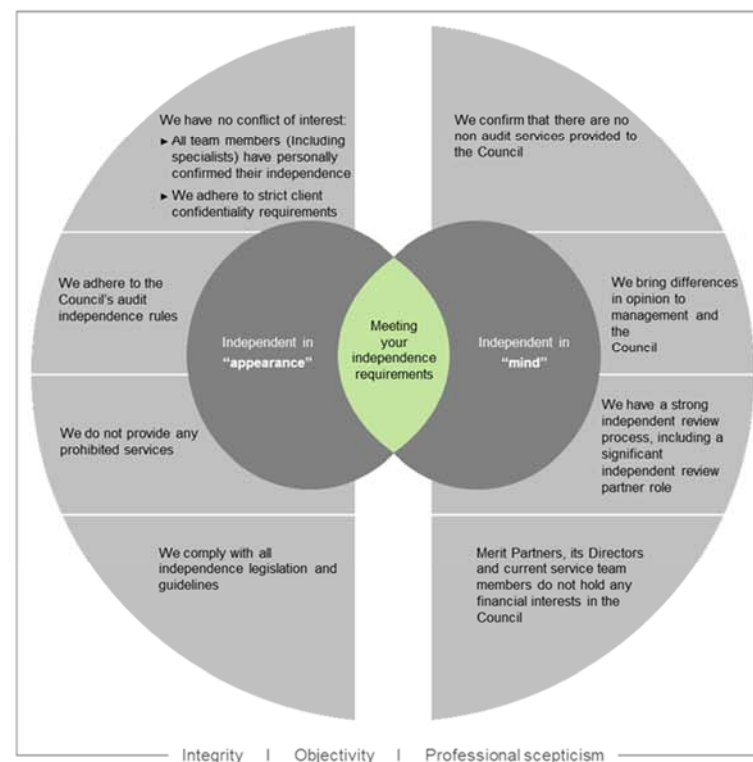 We have no conflict of interest:
► All team members (Including
specialists) have personally
confirmed their independence
► We adhere to strict client
confidentiality requirements
We adhere to the
Council's audit
independence rules
We do not provide any
prohibited services
We comply with all
independence legislation and
guidelines
Independent in
"appearance"
Meeting
your
independence
requirements
Independent in
"mind"
We confirm that there are no
non audit services provided to
the Council
We bring differences
in opinion to
management and
the
Council
We have a strong
independent review
process, including a
significant
independent review
partner role
Merit Partners, its Directors
and current service team
members do not hold any
financial interests in the
Council
Integrity I Objectivity I Professional scepticism